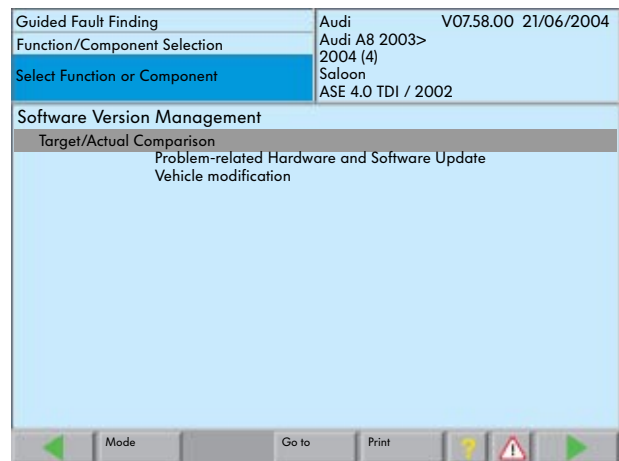 Guided Fault Finding
Function/Component Selection
Select Function or Component
Audi V07.58.00 21/06/2004
Audi A8 2003>
2004 (4)
Saloon
ASE 4.0 TDI / 2002
Software Version Management
Target/Actual Comparison
Problem-related Hardware and Software Update
Vehicle modification
Mode Go to Print ? !